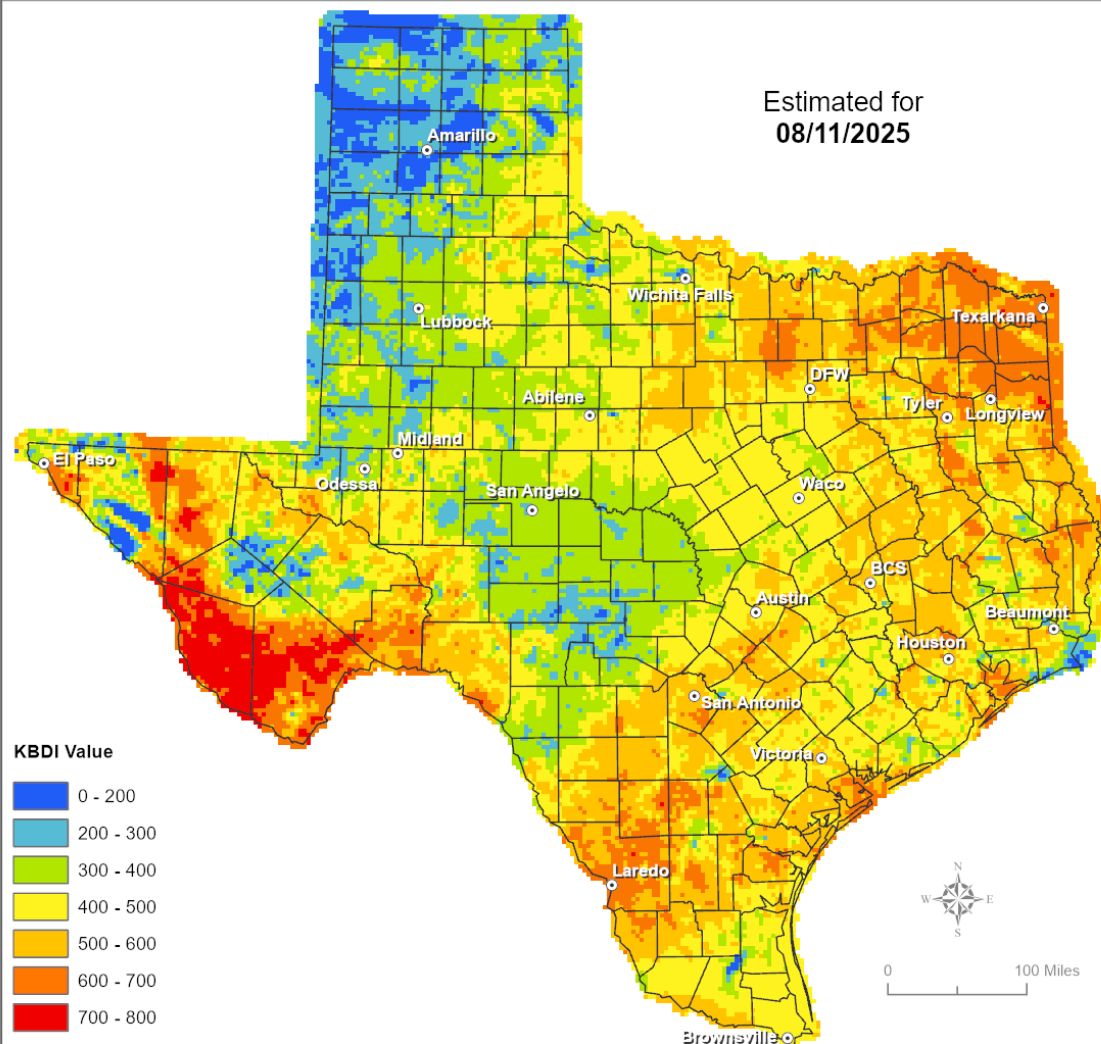 Estimated for
08/11/2025
Amarillo
Wichita Falls
Lubbock
Texarkana
DFW
Abilene
Tyler
Longview
Midland
El Paso
Odessa
San Angelo
Waco
BCS
Austin
Beaumont
Houston
San Antonio
Victoria
KBDI Value
0 - 200
200 - 300
300 - 400
400 - 500
500 - 600
600 - 700
700 - 800
Laredo
N
W E
S
0 100 Miles
Brownsville